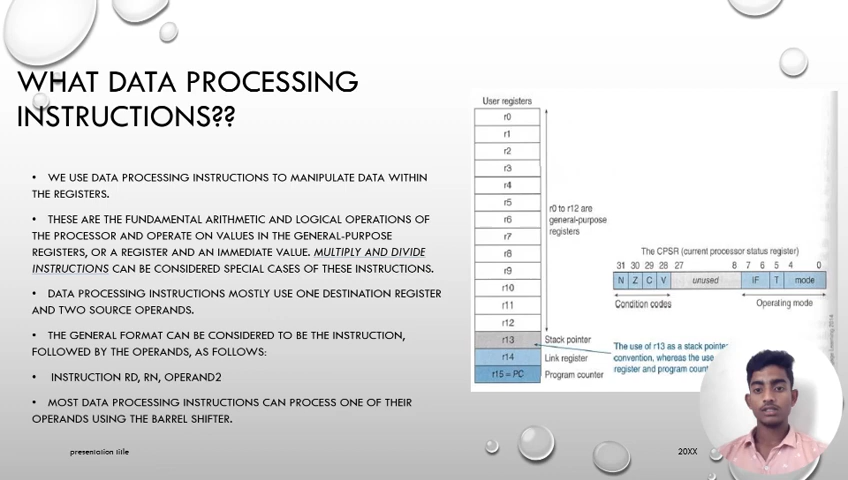 WHAT DATA PROCESSING
INSTRUCTIONS??
• WE USE DATA PROCESSING INSTRUCTIONS TO MANIPULATE DATA WITHIN
THE REGISTERS.
• THESE ARE THE FUNDAMENTAL ARITHMETIC AND LOGICAL OPERATIONS OF
THE PROCESSOR AND OPERATE ON VALUES IN THE GENERAL-PURPOSE
REGISTERS, OR A REGISTER AND AN IMMEDIATE VALUE. MULTIPLY AND DIVIDE
INSTRUCTIONS CAN BE CONSIDERED SPECIAL CASES OF THESE INSTRUCTIONS.
• DATA PROCESSING INSTRUCTIONS MOSTLY USE ONE DESTINATION REGISTER
AND TWO SOURCE OPERANDS.
• THE GENERAL FORMAT CAN BE CONSIDERED TO BE THE INSTRUCTION,
FOLLOWED BY THE OPERANDS, AS FOLLOWS:
• INSTRUCTION RD, RN, OPERAND2
• MOST DATA PROCESSING INSTRUCTIONS CAN PROCESS ONE OF THEIR
OPERANDS USING THE BARREL SHIFTER.
User registers
r0
r1
r2
r3
r4
r5
r6
r7
r8
r9
r10
r11
r12
r13
r14
r15 = PC
r0 to r12 are
general-purpose
registers
Stack pointer
Link register
Program counter
The CPSR (current processor status register)
31 30 29 28 27 8 7 6 5 4 0
N Z C V unused IF T mode
Condition codes
Operating mode
The use of r13 as a stack pointer
convention, whereas the use
register and program
presentation title
20XX